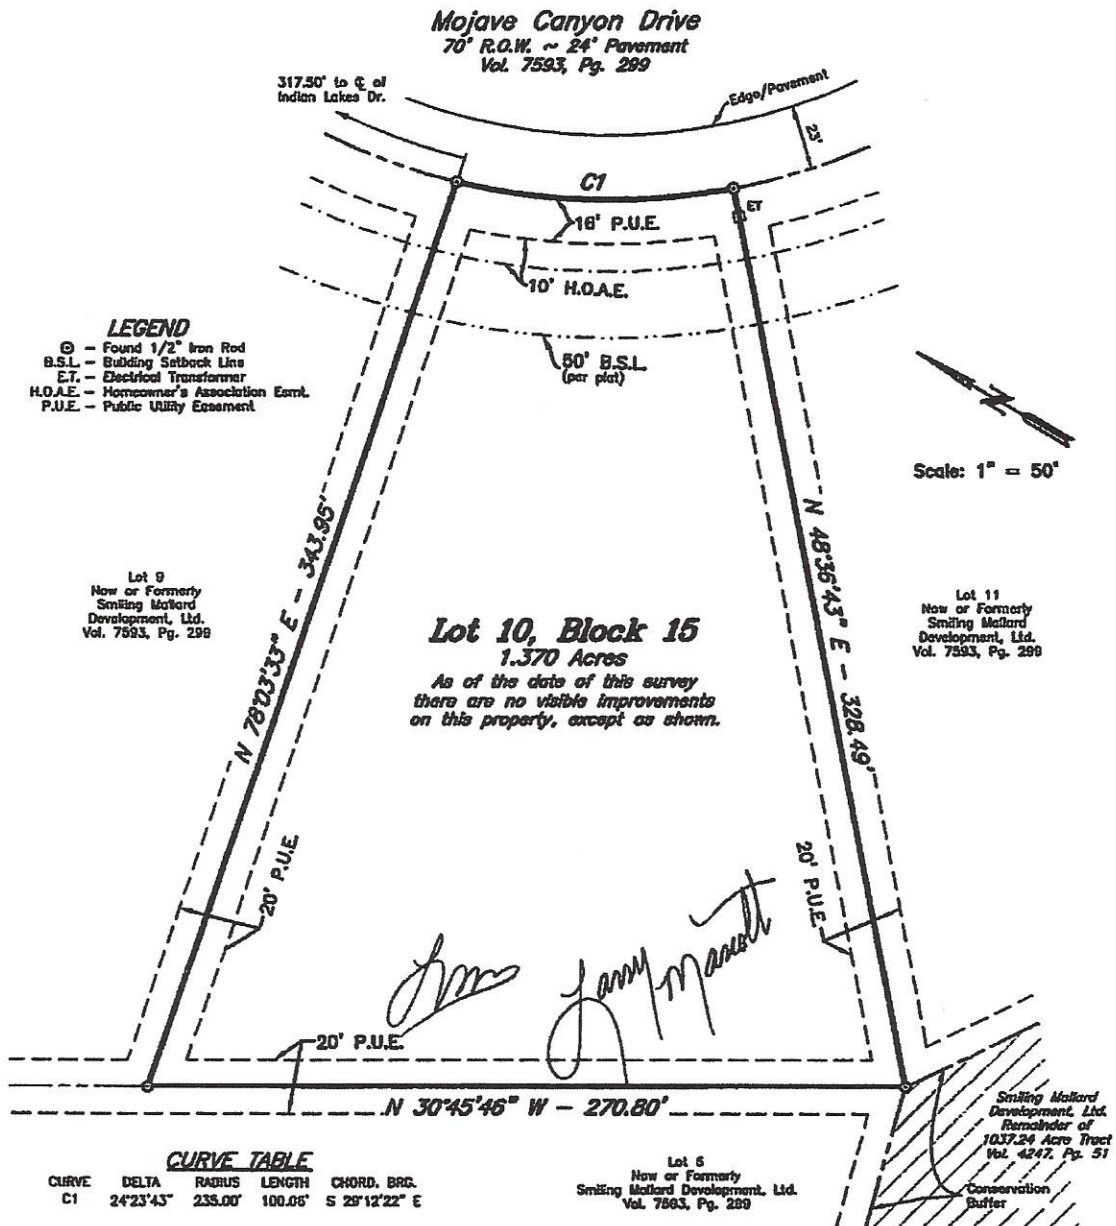 Mojave Canyon Drive
70' R.O.W. ~ 24' Pavement
Vol. 7593, Pg. 299
317.50' to ℄ of
Indian Lakes Dr.
Edge/Pavement
23'
C1
ET
16' P.U.E.
10' H.O.A.E.
50' B.S.L.
(per plat)
LEGEND
⊙ – Found 1/2" Iron Rod
B.S.L. – Building Setback Line
E.T. – Electrical Transformer
H.O.A.E. – Homeowner's Association Esmt.
P.U.E. – Public Utility Easement
N
Scale: 1" = 50'
N 78°03'33" E - 343.95'
N 48°36'43" E - 328.49'
Lot 9
Now or Formerly
Smiling Mallard
Development, Ltd.
Vol. 7593, Pg. 299
Lot 10, Block 15
1.370 Acres
As of the date of this survey
there are no visible improvements
on this property, except as shown.
Lot 11
Now or Formerly
Smiling Mallard
Development, Ltd.
Vol. 7593, Pg. 299
20' P.U.E.
20' P.U.E.
Larry
20' P.U.E.
N 30°45'46" W - 270.80'
Smiling Mallard
Development, Ltd.
Remainder of
1037.24 Acre Tract
Vol. 4247, Pg. 51
Conservation
Buffer
CURVE TABLE
CURVE DELTA RADIUS LENGTH CHORD. BRG.
C1 24°23'43" 235.00' 100.06' S 29°12'22" E
Lot 6
Now or Formerly
Smiling Mallard Development, Ltd.
Vol. 7593, Pg. 299